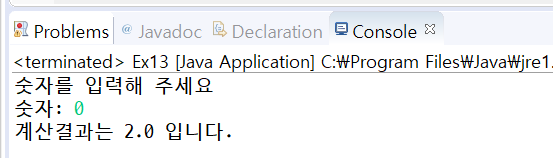 Problems @ Javadoc Declaration Console
<terminated> Ex13 [Java Application] C:₩Program Files₩Java₩jre1.
숫자를 입력해 주세요
숫자: 0
계산결과는 2.0 입니다.